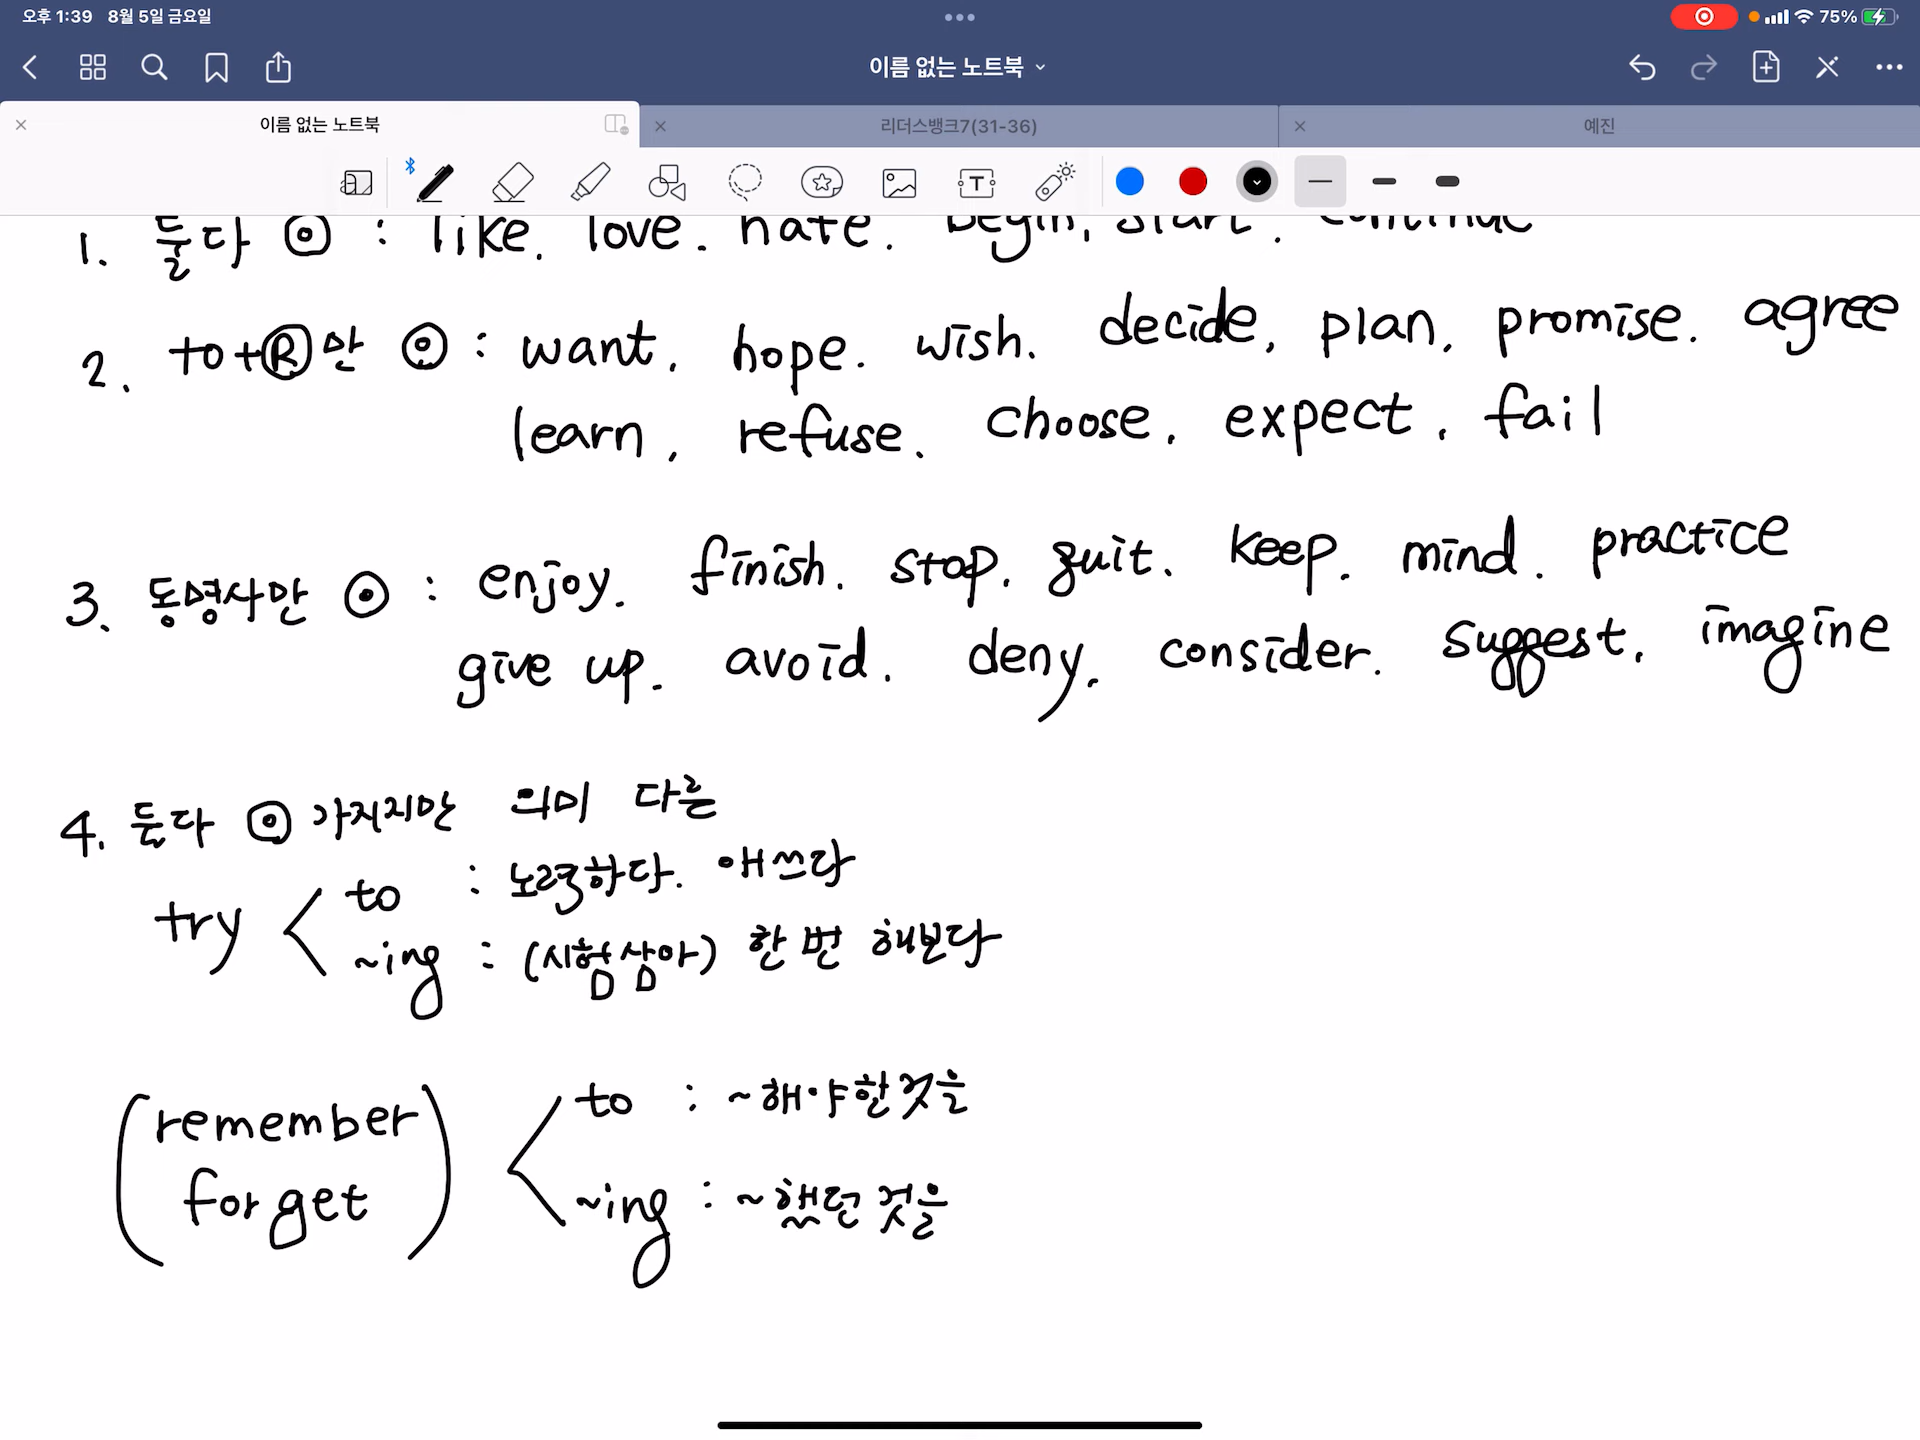 오후 1:39 8월 5일 금요일 75%
이름 없는 노트북
이름 없는 노트북 리더스뱅크7(31-36) 예진
1. 둘다 ⊙ : like. love. hate. begin. start. continue
2. to+Ⓡ만 ⊙ : want. hope. wish. decide. plan. promise. agree
learn. refuse. choose. expect. fail
3. 동명사만 ⊙ : enjoy. finish. stop. quit. keep. mind. practice
give up. avoid. deny. consider. suggest. imagine
4. 둘다 ⊙ 가지지만 의미 다름
try < to : 노력하다. 애쓰다
~ing : (시험삼아) 한 번 해보다
(remember forget) < to : ~해야할것을
~ing : ~했던 것을